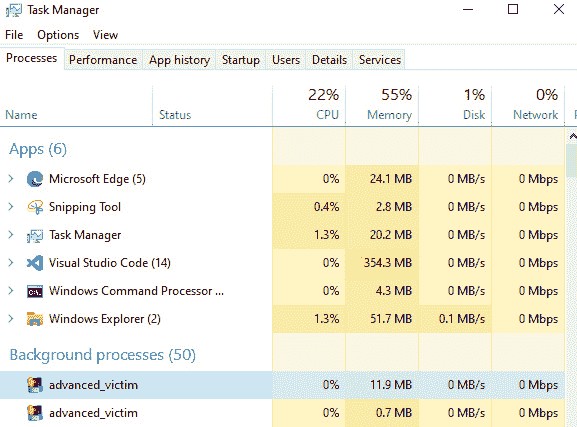 Task Manager
File Options View
Processes Performance App history Startup Users Details Services
22% 55% 1% 0%
Name Status CPU Memory Disk Network
Apps (6)
Microsoft Edge (5) 0% 24.1 MB 0 MB/s 0 Mbps
Snipping Tool 0.4% 2.8 MB 0 MB/s 0 Mbps
Task Manager 1.3% 20.2 MB 0 MB/s 0 Mbps
Visual Studio Code (14) 0% 354.3 MB 0 MB/s 0 Mbps
Windows Command Processor ... 0% 4.3 MB 0 MB/s 0 Mbps
Windows Explorer (2) 1.3% 51.7 MB 0.1 MB/s 0 Mbps
Background processes (50)
advanced_victim 0% 11.9 MB 0 MB/s 0 Mbps
advanced_victim 0% 0.7 MB 0 MB/s 0 Mbps